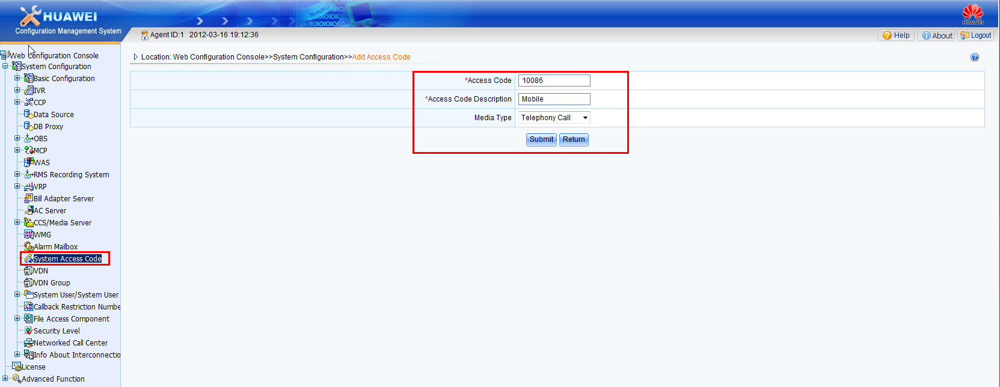 HUAWEI
Configuration Management System
HUAWEI
Agent ID:1 2012-03-16 19:12:36
Help
About
Logout
Location: Web Configuration Console>>System Configuration>>Add Access Code
Web Configuration Console
System Configuration
Basic Configuration
IVR
CCP
Data Source
DB Proxy
OBS
MCP
WAS
RMS Recording System
VRP
Bill Adapter Server
AC Server
CCS/Media Server
WMG
Alarm Mailbox
System Access Code
VDN
VDN Group
System User/System User
Callback Restriction Numbe
File Access Component
Security Level
Networked Call Center
Info About Interconnectio
License
Advanced Function
*Access Code 10086
*Access Code Description Mobile
Media Type Telephony Call
Submit Return